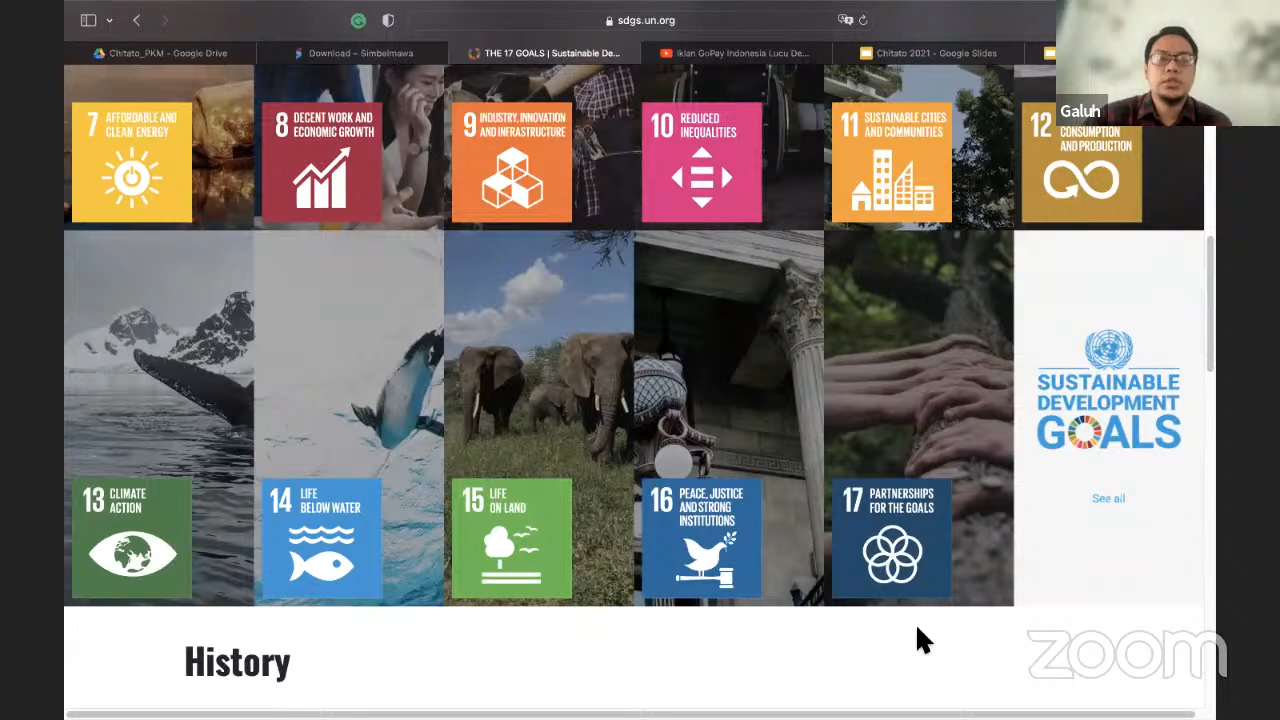 sdgs.un.org
Chitato_PKM - Google Drive
Download – Simbelmawa
THE 17 GOALS | Sustainable De...
Iklan GoPay Indonesia Lucu De...
Chitato 2021 - Google Slides
Galuh
7 AFFORDABLE AND
CLEAN ENERGY
8 DECENT WORK AND
ECONOMIC GROWTH
9 INDUSTRY, INNOVATION
AND INFRASTRUCTURE
10 REDUCED
INEQUALITIES
11 SUSTAINABLE CITIES
AND COMMUNITIES
12
CONSUMPTION
AND PRODUCTION
SUSTAINABLE
DEVELOPMENT
GOALS
See all
13 CLIMATE
ACTION
14 LIFE
BELOW WATER
15 LIFE
ON LAND
16 PEACE, JUSTICE
AND STRONG
INSTITUTIONS
17 PARTNERSHIPS
FOR THE GOALS
History
zoom